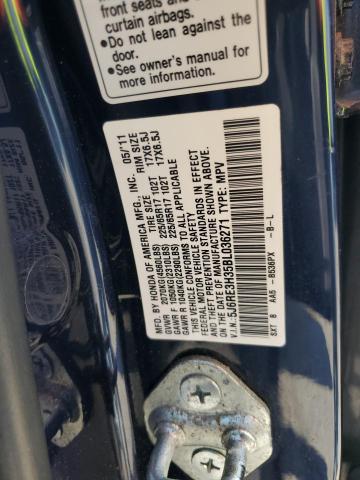 front seats and
curtain airbags.
•Do not lean against the
door.
•See owner's manual for
more information.
MFD. BY HONDA OF AMERICA MFG., INC. 05/11
TIRE SIZE RIM SIZE
GVWR 2070KG(4560LBS) 225/65R17 102T 17X6.5J
GAWR F 1050KG(2310LBS) 225/65R17 102T 17X6.5J
GAWR R 1040KG(2290LBS)
THIS VEHICLE CONFORMS TO ALL APPLICABLE
FEDERAL MOTOR VEHICLE SAFETY AND
THEFT PREVENTION STANDARDS IN EFFECT
ON THE DATE OF MANUFACTURE SHOWN ABOVE.
V.I.N.:5J6RE3H35BL036271 TYPE: MPV
SXT 8 AA5 -B536PX -B-L